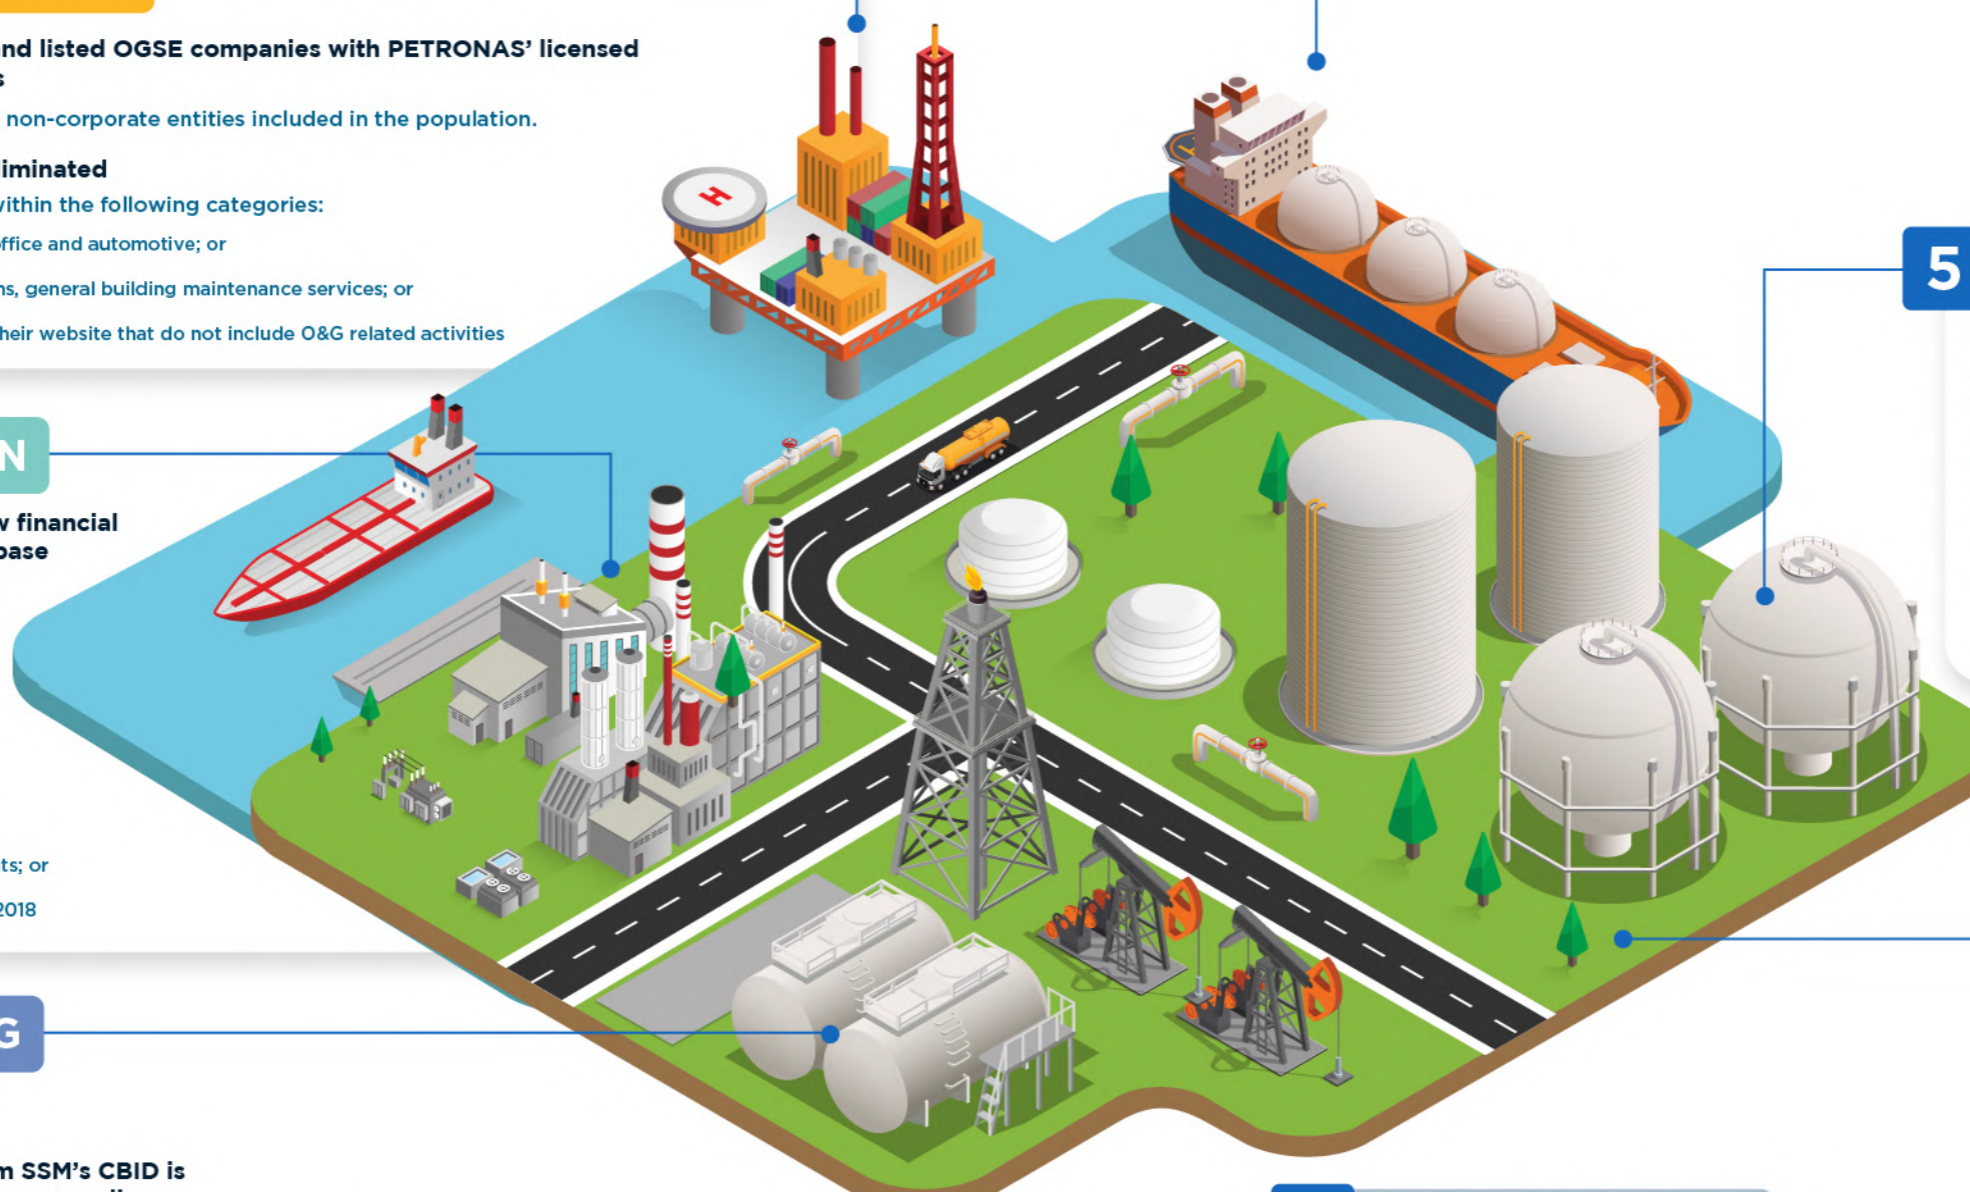 nd listed OGSE companies with PETRONAS’ licensed
s
non-corporate entities included in the population.
liminated
within the following categories:
office and automotive; or
ns, general building maintenance services; or
heir website that do not include O&G related activities
H
5
N
w financial
base
ts; or
2018
G
m SSM’s CBID is